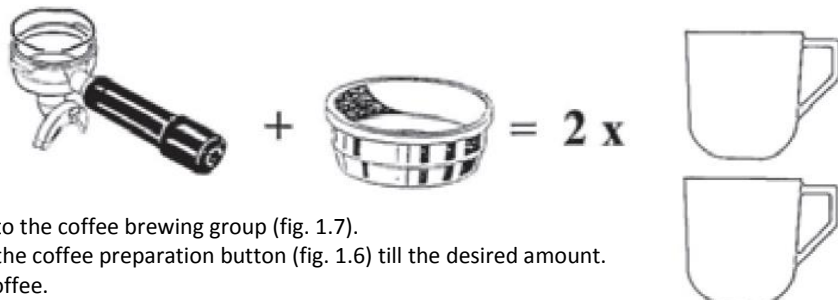 + = 2 x
to the coffee brewing group (fig. 1.7).
the coffee preparation button (fig. 1.6) till the desired amount.
offee.